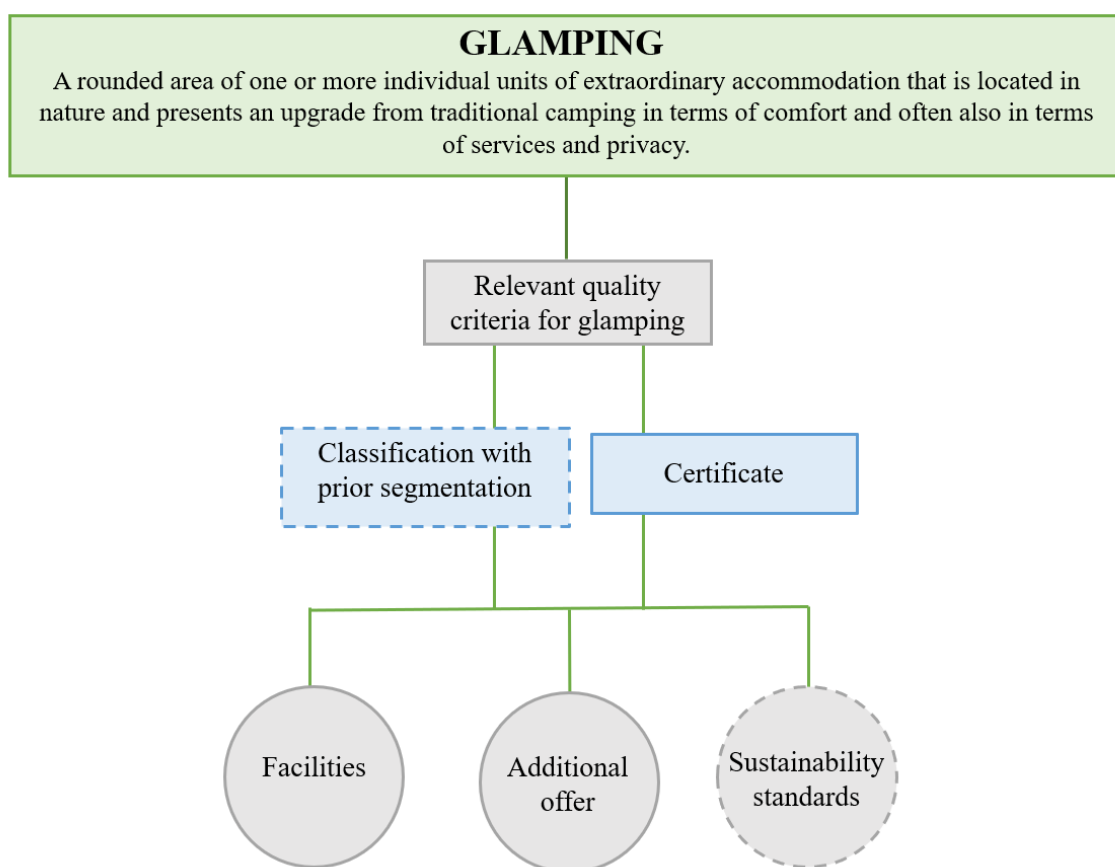 GLAMPING
A rounded area of one or more individual units of extraordinary accommodation that is located in
nature and presents an upgrade from traditional camping in terms of comfort and often also in terms
of services and privacy.
Relevant quality
criteria for glamping
Classification with
prior segmentation
Certificate
Facilities
Additional
offer
Sustainability
standards